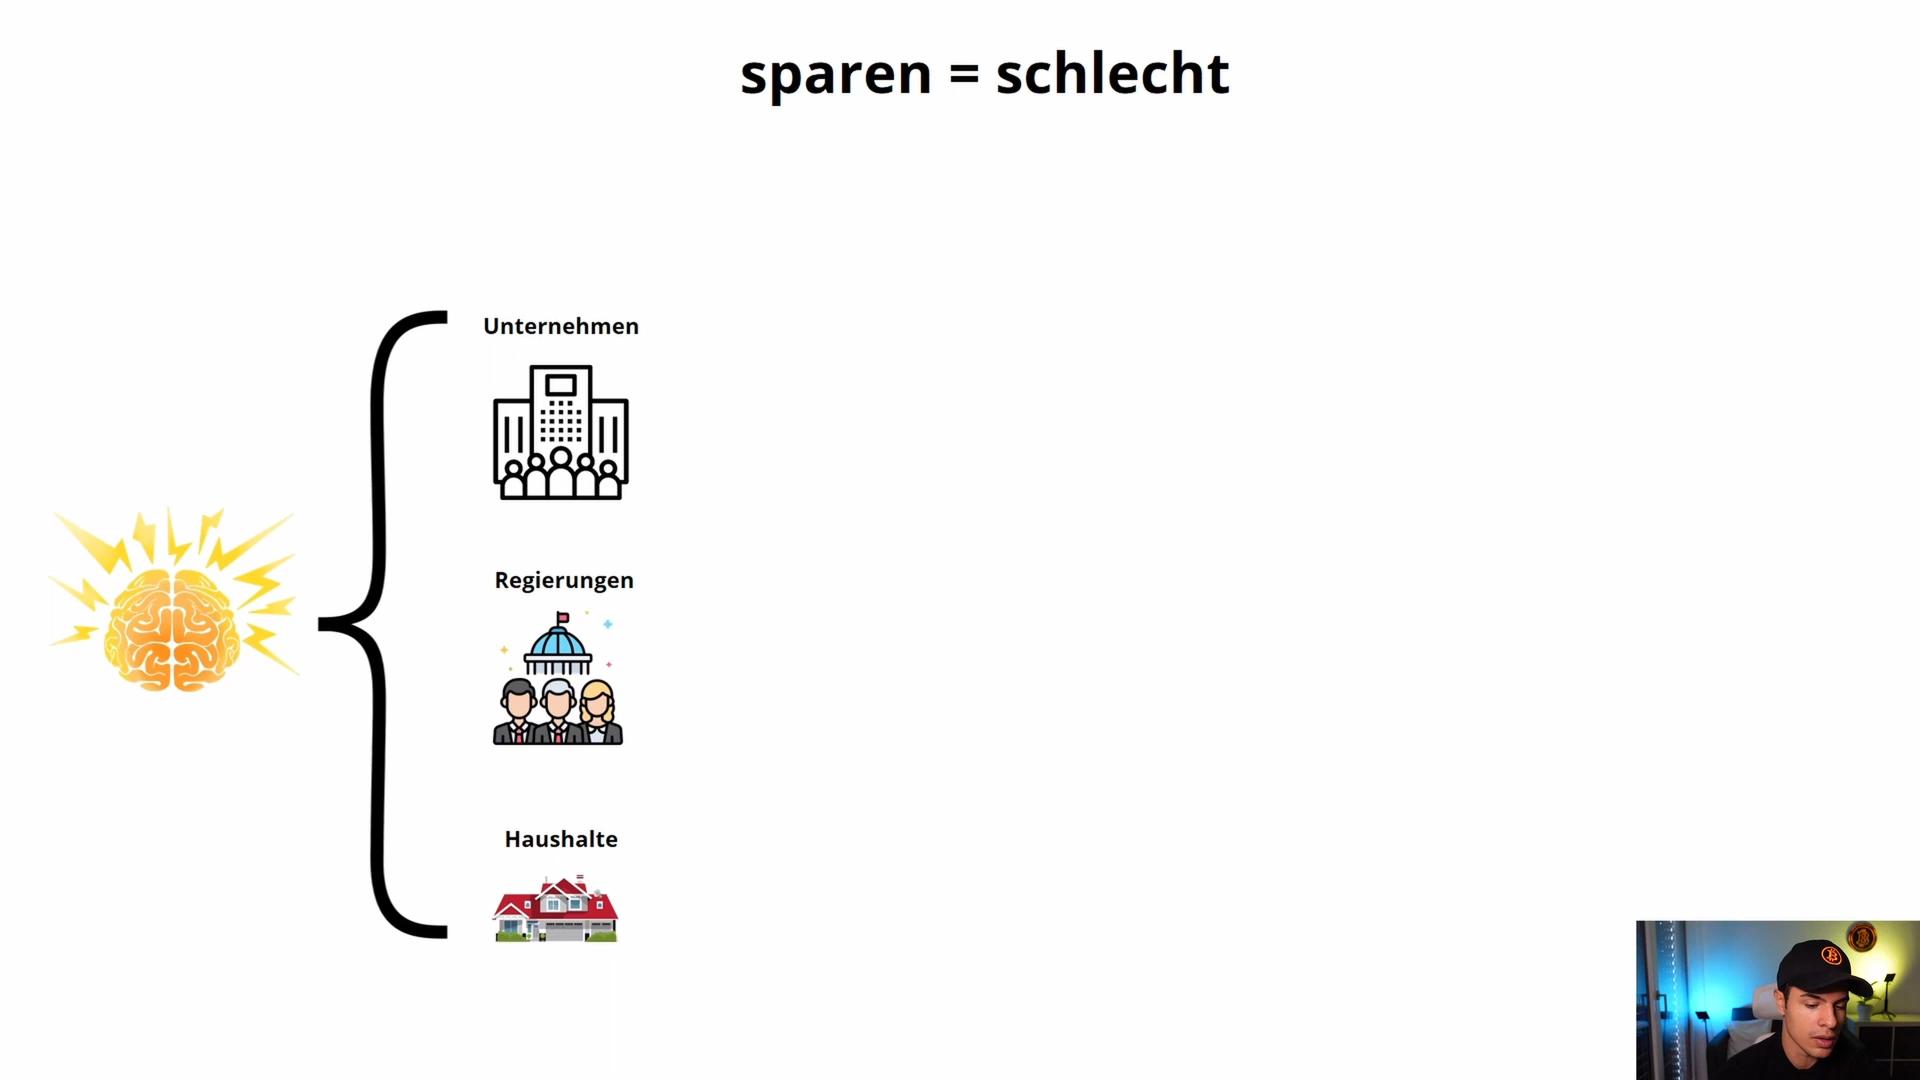 sparen = schlecht
Unternehmen
Regierungen
Haushalte